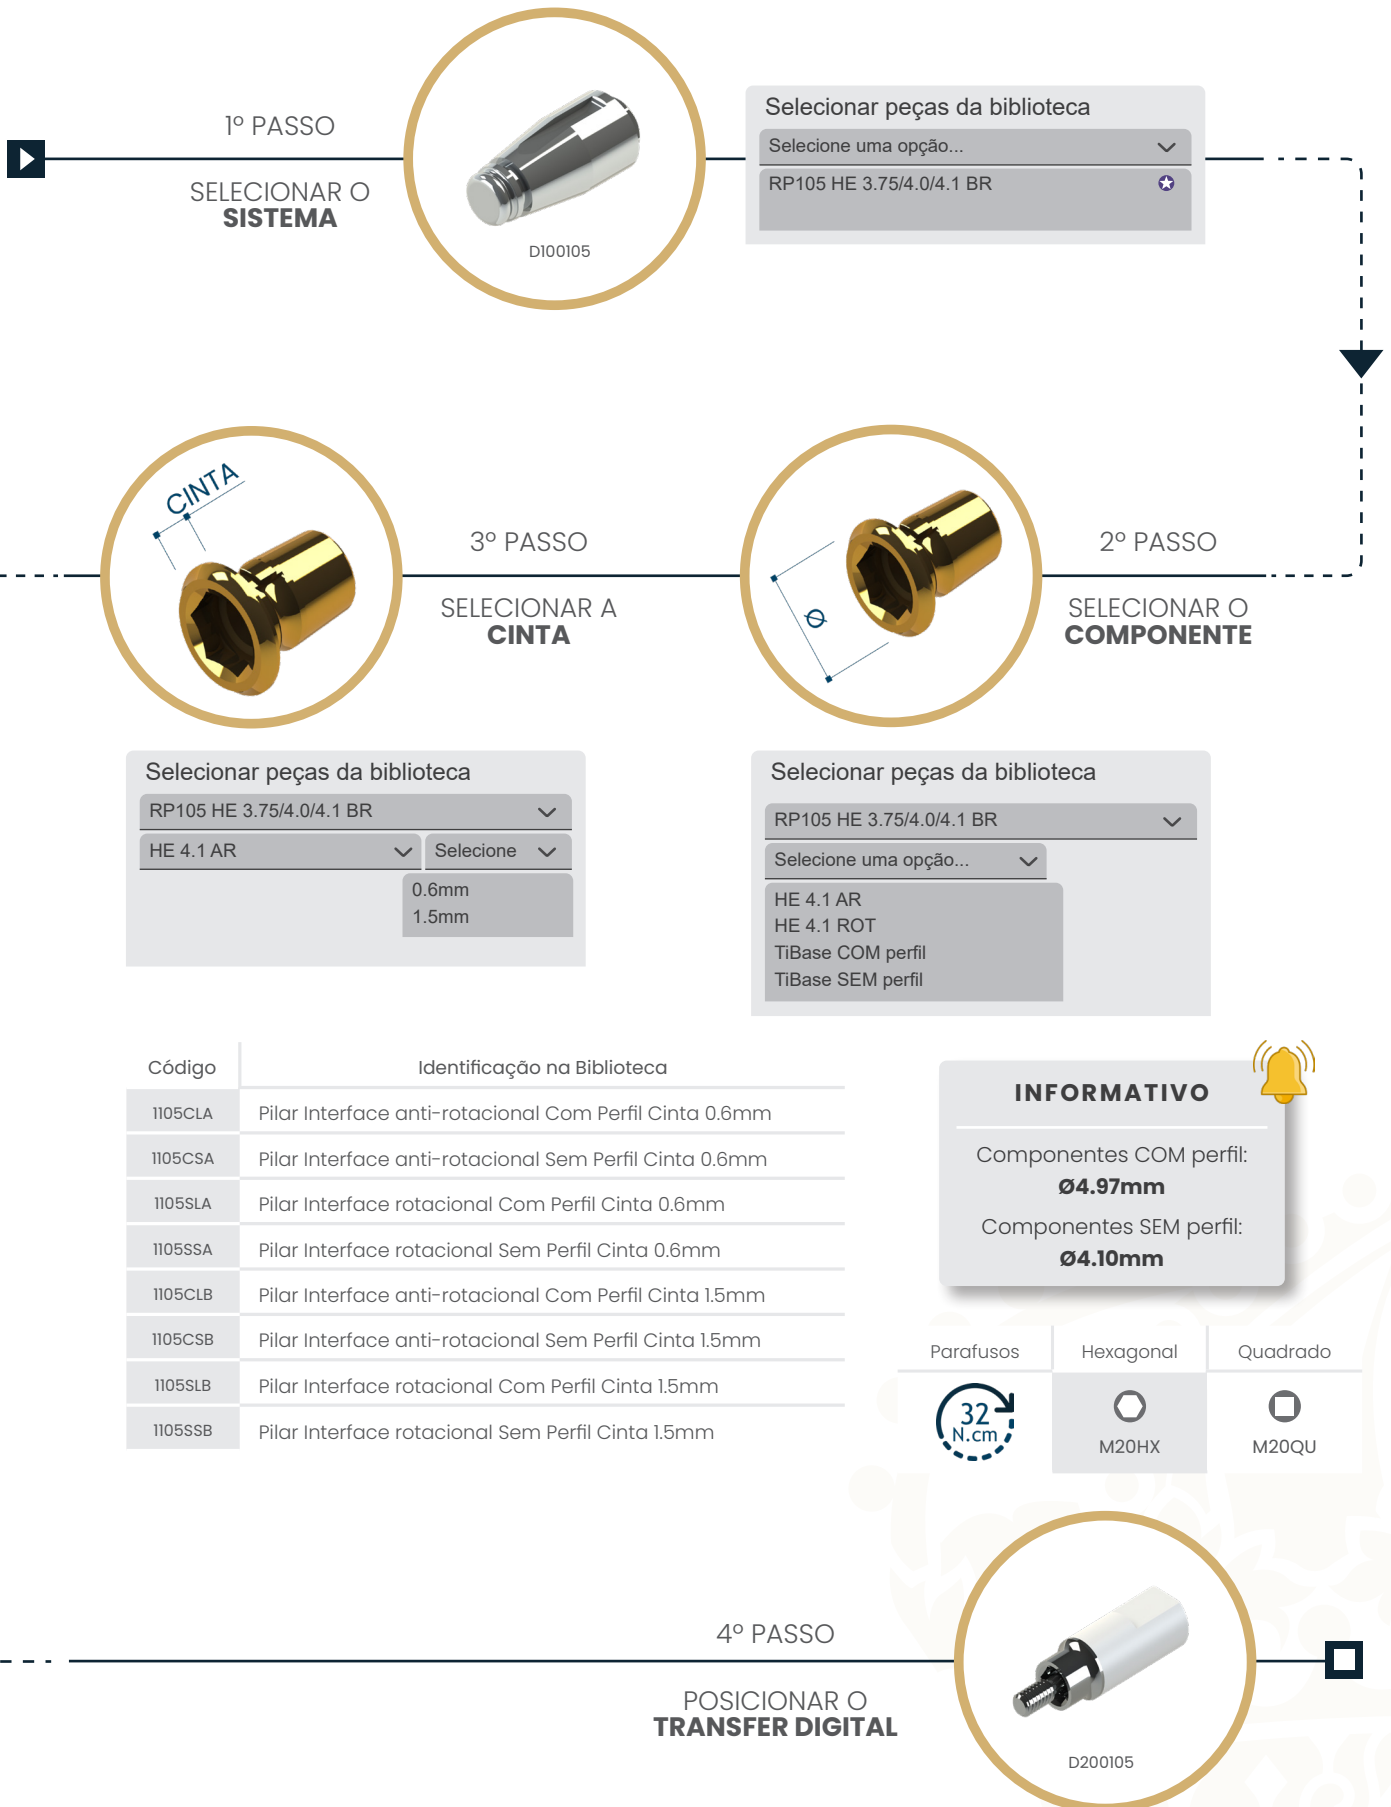 1º PASSO
SELECIONAR O
SISTEMA
D100105
Selecionar peças da biblioteca
Selecione uma opção...
RP105 HE 3.75/4.0/4.1 BR
2º PASSO
SELECIONAR O
COMPONENTE
Ø
Selecionar peças da biblioteca
RP105 HE 3.75/4.0/4.1 BR
Selecione uma opção...
HE 4.1 AR
HE 4.1 ROT
TiBase COM perfil
TiBase SEM perfil
3º PASSO
SELECIONAR A
CINTA
CINTA
Selecionar peças da biblioteca
RP105 HE 3.75/4.0/4.1 BR
HE 4.1 AR Selecione
0.6mm
1.5mm
Código Identificação na Biblioteca
1105CLA Pilar Interface anti-rotacional Com Perfil Cinta 0.6mm
1105CSA Pilar Interface anti-rotacional Sem Perfil Cinta 0.6mm
1105SLA Pilar Interface rotacional Com Perfil Cinta 0.6mm
1105SSA Pilar Interface rotacional Sem Perfil Cinta 0.6mm
1105CLB Pilar Interface anti-rotacional Com Perfil Cinta 1.5mm
1105CSB Pilar Interface anti-rotacional Sem Perfil Cinta 1.5mm
1105SLB Pilar Interface rotacional Com Perfil Cinta 1.5mm
1105SSB Pilar Interface rotacional Sem Perfil Cinta 1.5mm
INFORMATIVO
Componentes COM perfil:
Ø4.97mm
Componentes SEM perfil:
Ø4.10mm
Parafusos Hexagonal Quadrado
32
N.cm
M20HX M20QU
4º PASSO
POSICIONAR O
TRANSFER DIGITAL
D200105